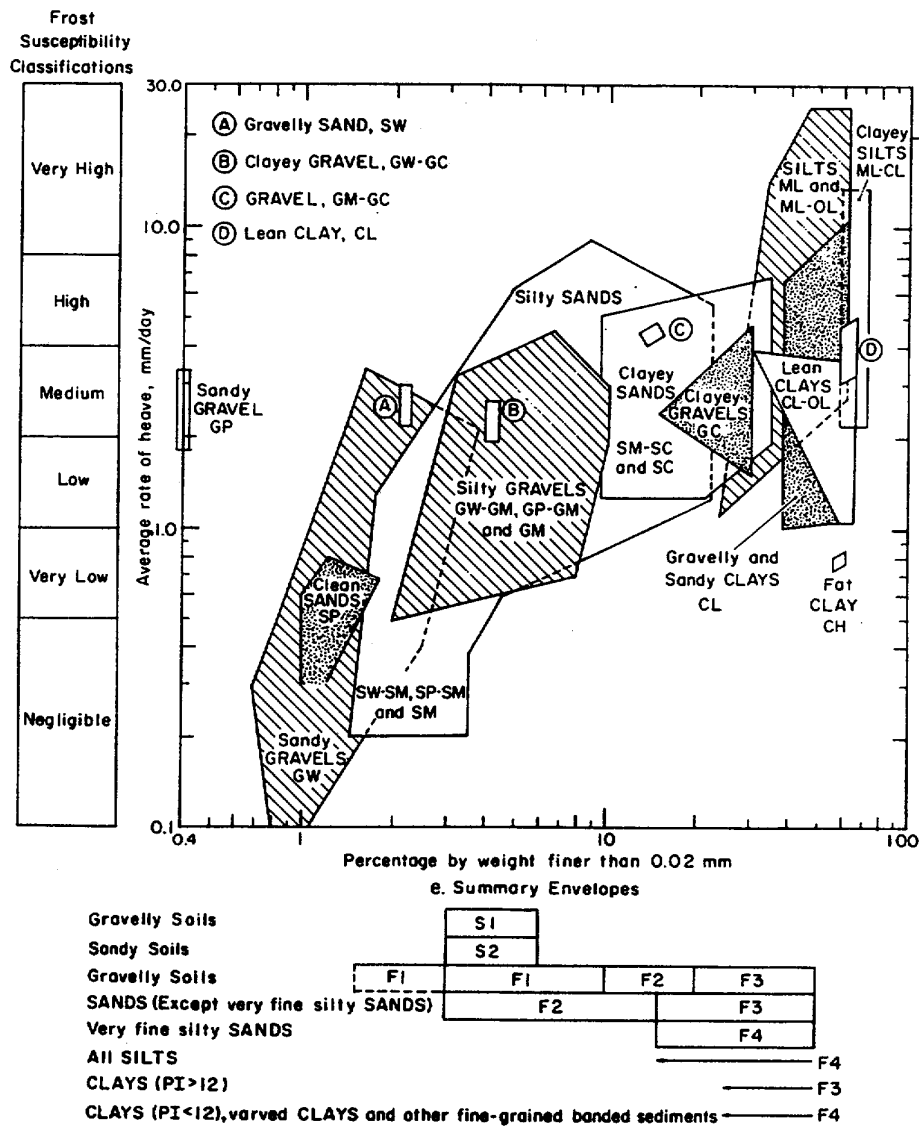 Frost
Susceptibility
Classifications
Very High
High
Medium
Low
Very Low
Negligible
Average rate of heave, mm/day
30.0
10.0
1.0
0.1
0.4
1
10
100
Percentage by weight finer than 0.02 mm
A Gravelly SAND, SW
B Clayey GRAVEL, GW-GC
C GRAVEL, GM-GC
D Lean CLAY, CL
Clayey
SILTS
ML-CL
SILTS
ML and
ML-OL
Silty SANDS
C
Sandy
GRAVEL
GP
A
B
Clayey
SANDS
SM-SC
and SC
Clayey
GRAVELS
GC
Lean
CLAYS
CL-OL
D
Silty GRAVELS
GW-GM, GP-GM
and GM
Clean
SANDS
SP
Gravelly and
Sandy CLAYS
CL
Fat
CLAY
CH
SW-SM, SP-SM
and SM
Sandy
GRAVELS
GW
e. Summary Envelopes
Gravelly Soils S1
Sandy Soils S2
Gravelly Soils F1 F1 F2 F3
SANDS (Except very fine silty SANDS) F2 F3
Very fine silty SANDS F4
All SILTS F4
CLAYS (PI>12) F3
CLAYS (PI<12), varved CLAYS and other fine-grained banded sediments F4